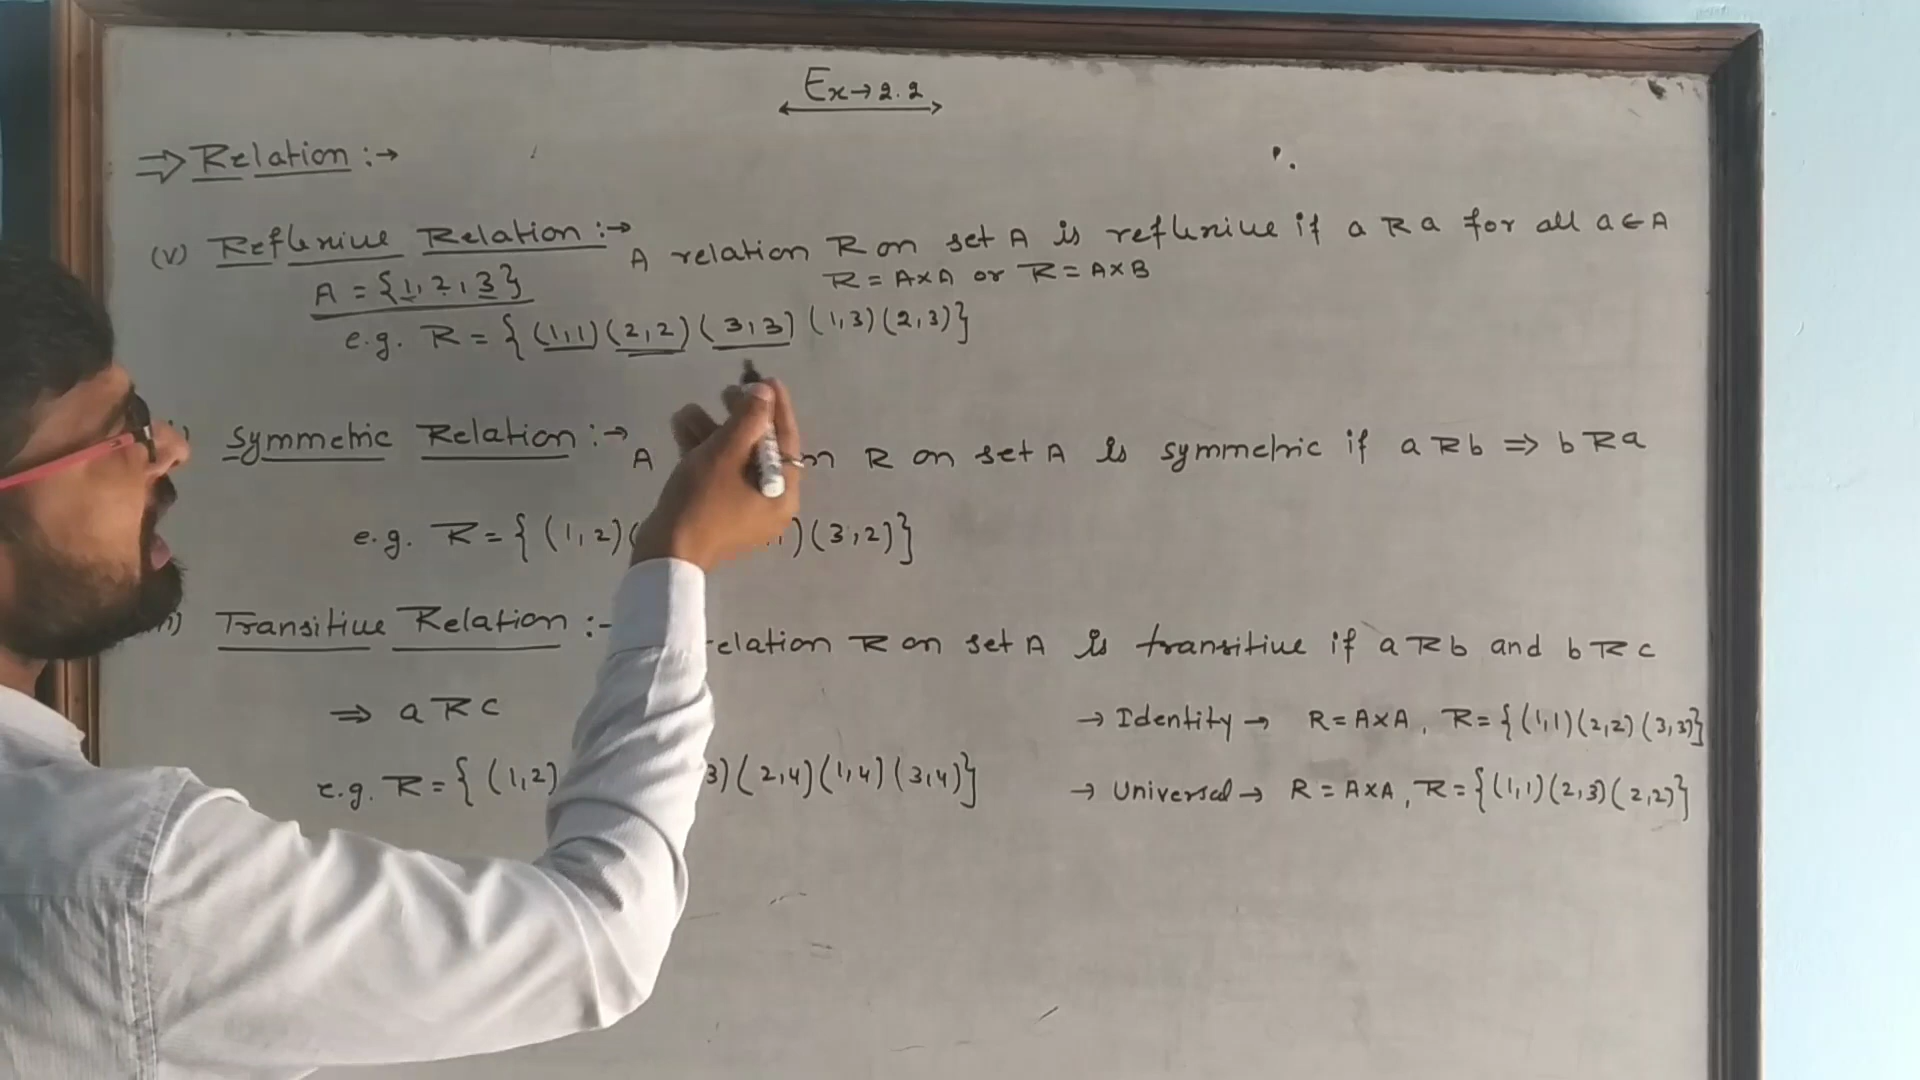 Ex→2.2
⇒ Relation :→
(v) Reflexive Relation :→ A relation R on set A is reflexive if a R a for all a ∈ A
A = {1, 2, 3}
R = A×A or R = A×B
e.g. R = { (1,1) (2,2) (3,3) (1,3) (2,3)}
Symmetric Relation :→ A R on set A is symmetric if a R b ⇒ b R a
e.g. R = { (1,2) (3,2)}
Transitive Relation :- relation R on set A is transitive if a R b and b R c
⇒ a R c
→ Identity → R = A×A, R = {(1,1)(2,2)(3,3)}
e.g. R = { (1,2) 3)(2,4)(1,4)(3,4)}
→ Universal → R = A×A, R = {(1,1)(2,3)(2,2)}